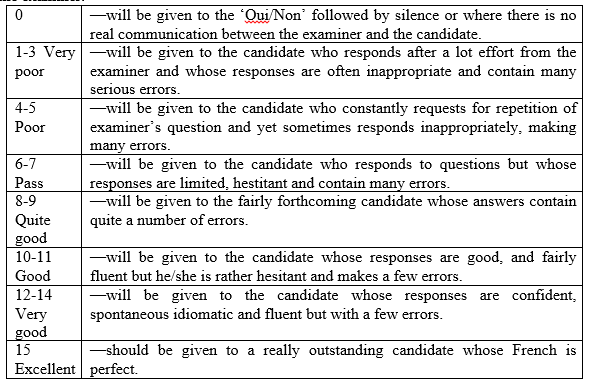 0 —will be given to the ‘Oui/Non’ followed by silence or where there is no
real communication between the examiner and the candidate.
1-3 Very —will be given to the candidate who responds after a lot effort from the
poor examiner and whose responses are often inappropriate and contain many
serious errors.
4-5 —will be given to the candidate who constantly requests for repetition of
Poor examiner’s question and yet sometimes responds inappropriately, making
many errors.
6-7 —will be given to the candidate who responds to questions but whose
Pass responses are limited, hestitant and contain many errors.
8-9 —will be given to the fairly forthcoming candidate whose answers contain
Quite quite a number of errors.
good
10-11 —will be given to the candidate whose responses are good, and fairly
Good fluent but he/she is rather hesitant and makes a few errors.
12-14 —will be given to the candidate whose responses are confident,
Very spontaneous idiomatic and fluent but with a few errors.
good
15 —should be given to a really outstanding candidate whose French is
Excellent perfect.